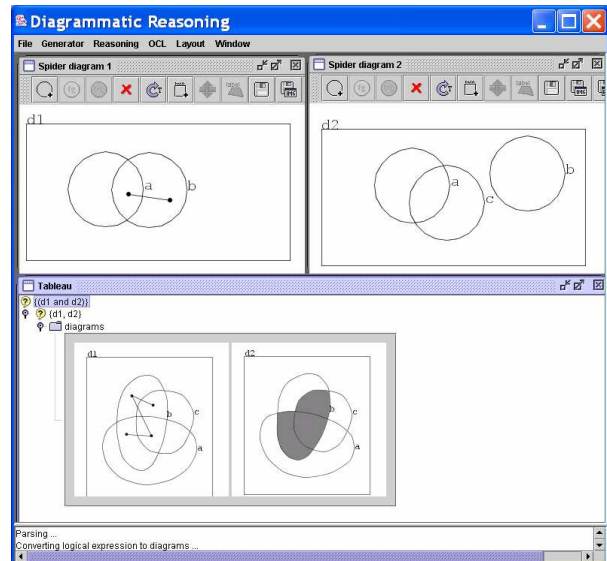 Diagrammatic Reasoning
File Generator Reasoning OCL Layout Window
Spider diagram 1
d1
a
b
Spider diagram 2
d2
a
c
b
Tableau
{(d1 and d2)}
{d1, d2}
diagrams
d1
b
c
a
d2
b
c
a
Parsing ...
Converting logical expression to diagrams ...